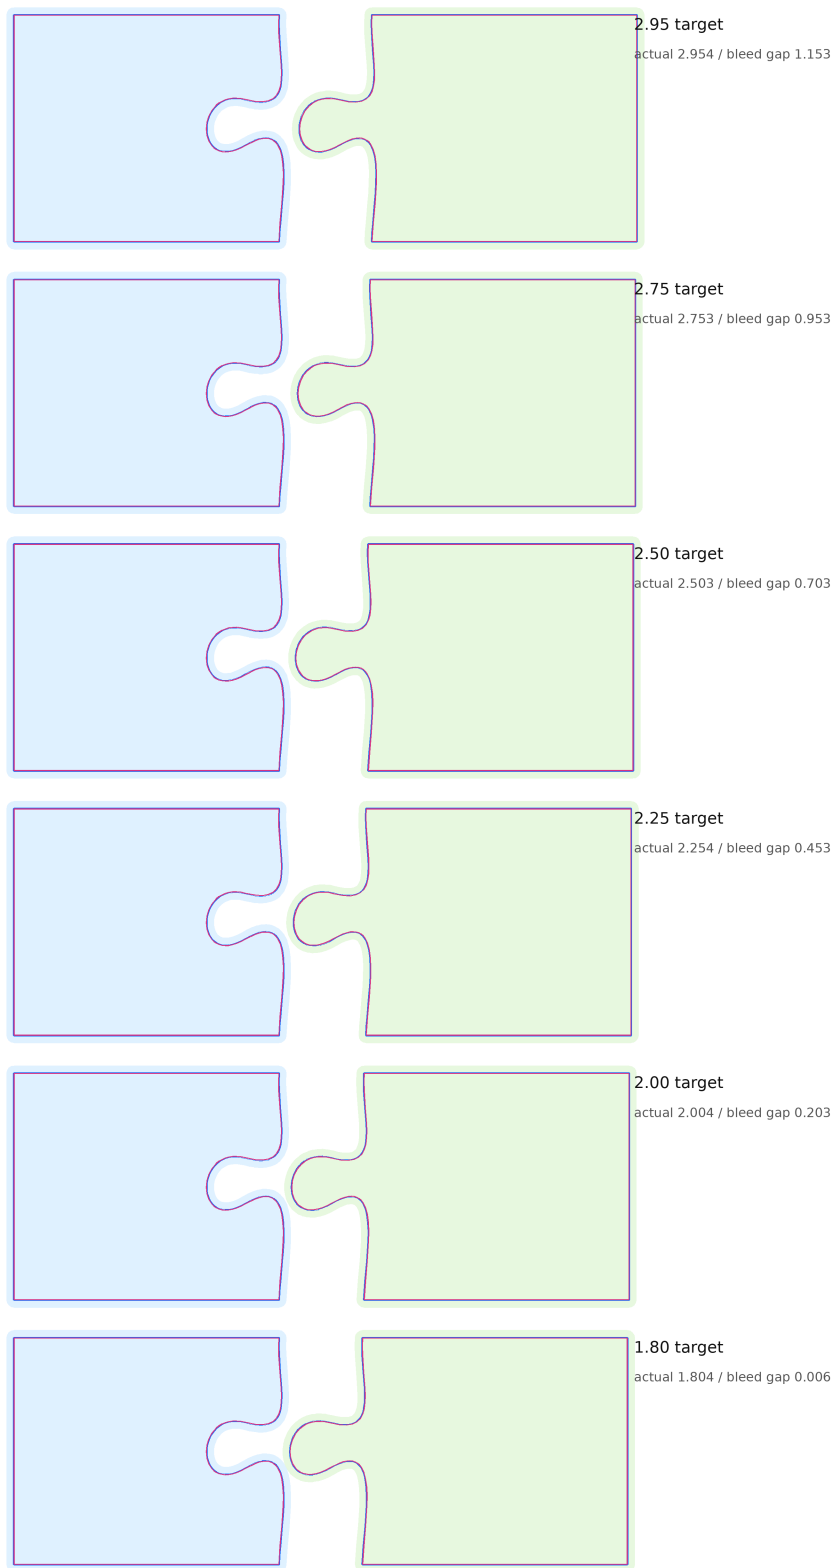 2.95 target
actual 2.954 / bleed gap 1.153
2.75 target
actual 2.753 / bleed gap 0.953
2.50 target
actual 2.503 / bleed gap 0.703
2.25 target
actual 2.254 / bleed gap 0.453
2.00 target
actual 2.004 / bleed gap 0.203
1.80 target
actual 1.804 / bleed gap 0.006